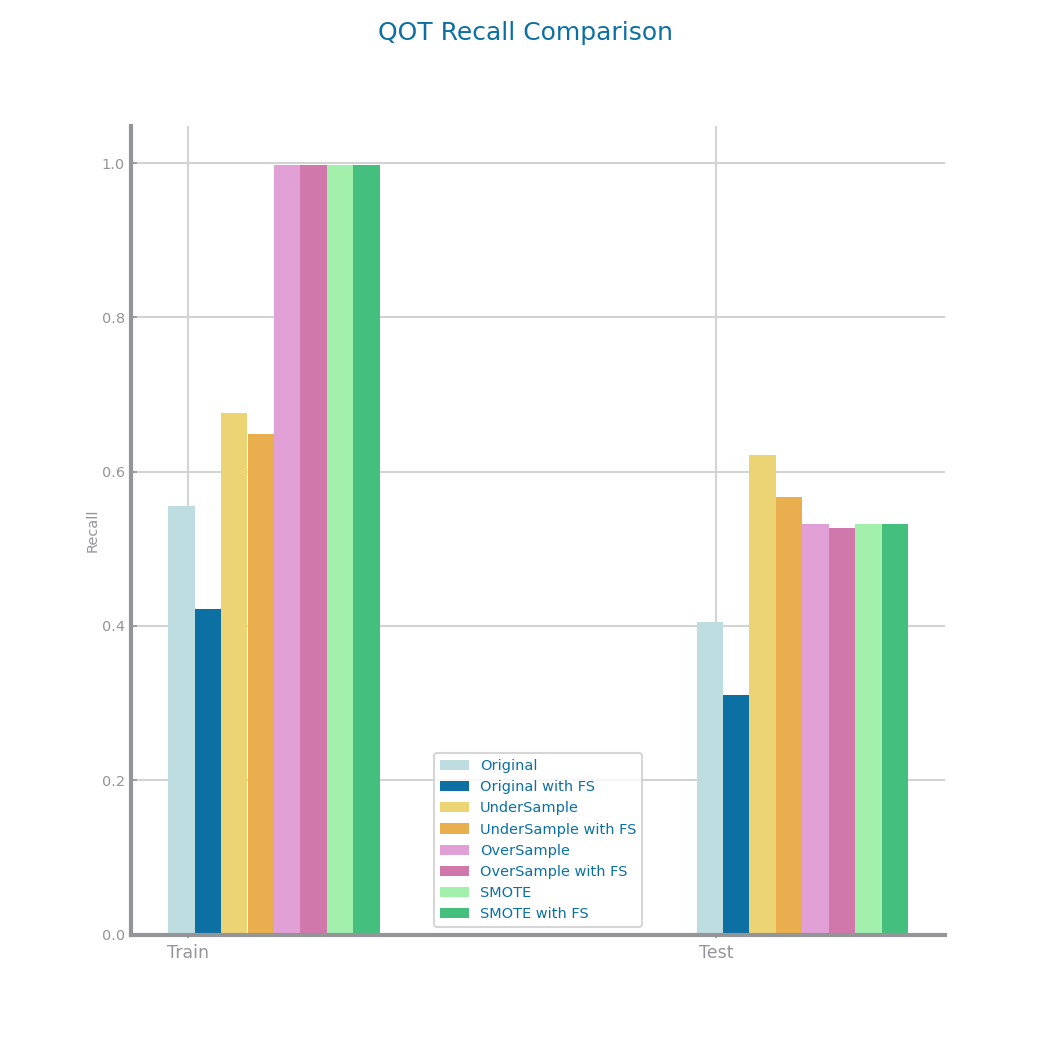 QOT Recall Comparison
1.0
0.8
0.6
0.4
0.2
0.0
Recall
Train
Test
Original
Original with FS
UnderSample
UnderSample with FS
OverSample
OverSample with FS
SMOTE
SMOTE with FS